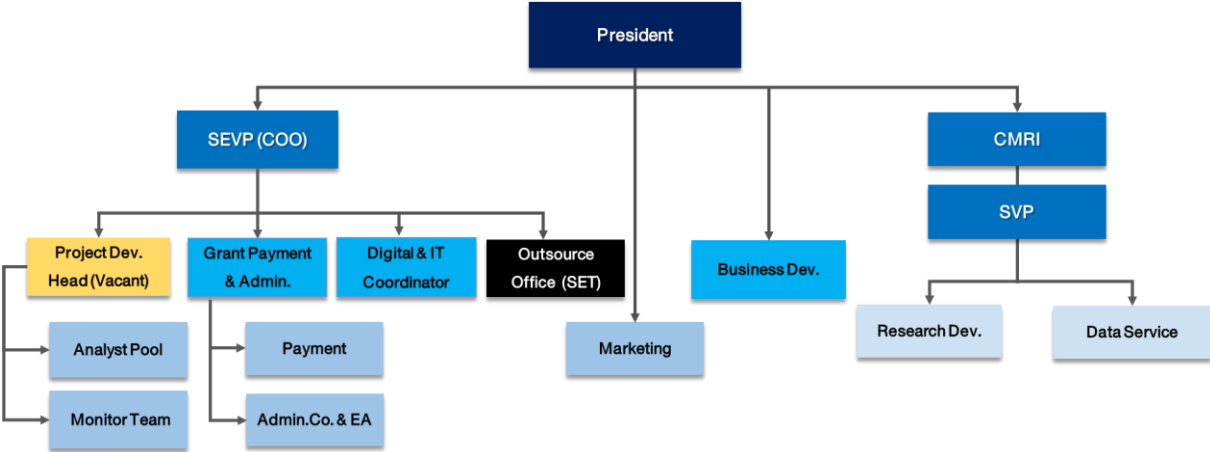 President
SEVP (COO)
CMRI
SVP
Project Dev.
Head (Vacant)
Grant Payment
& Admin.
Digital & IT
Coordinator
Outsource
Office (SET)
Business Dev.
Research Dev.
Data Service
Analyst Pool
Payment
Marketing
Monitor Team
Admin.Co. & EA